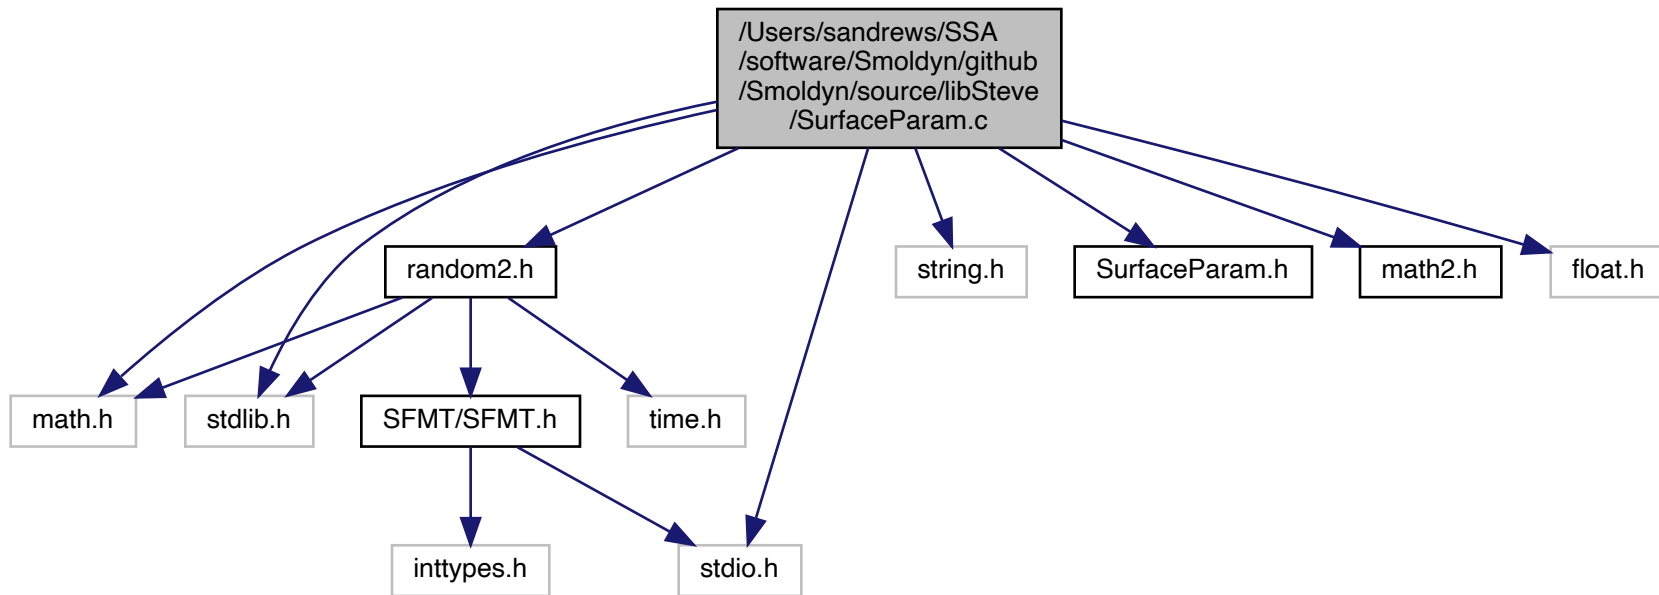 /Users/sandrews/SSA
/software/Smoldyn/github
/Smoldyn/source/libSteve
/SurfaceParam.c
random2.h
string.h
SurfaceParam.h
math2.h
float.h
math.h
stdlib.h
SFMT/SFMT.h
time.h
inttypes.h
stdio.h